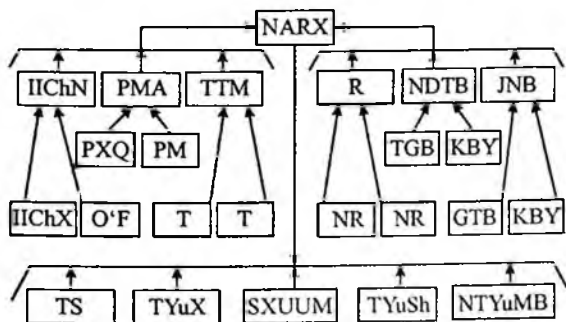 NARX
IIChN PMA TTM R NDTB JNB
PXQ PM TGB KBY
IIChX O‘F T T NR NR GTB KBY
TS TYuX SXUUM TYuSh NTYuMB